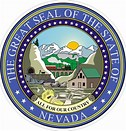 THE GREAT SEAL OF THE STATE OF
NEVADA
ALL FOR OUR COUNTRY